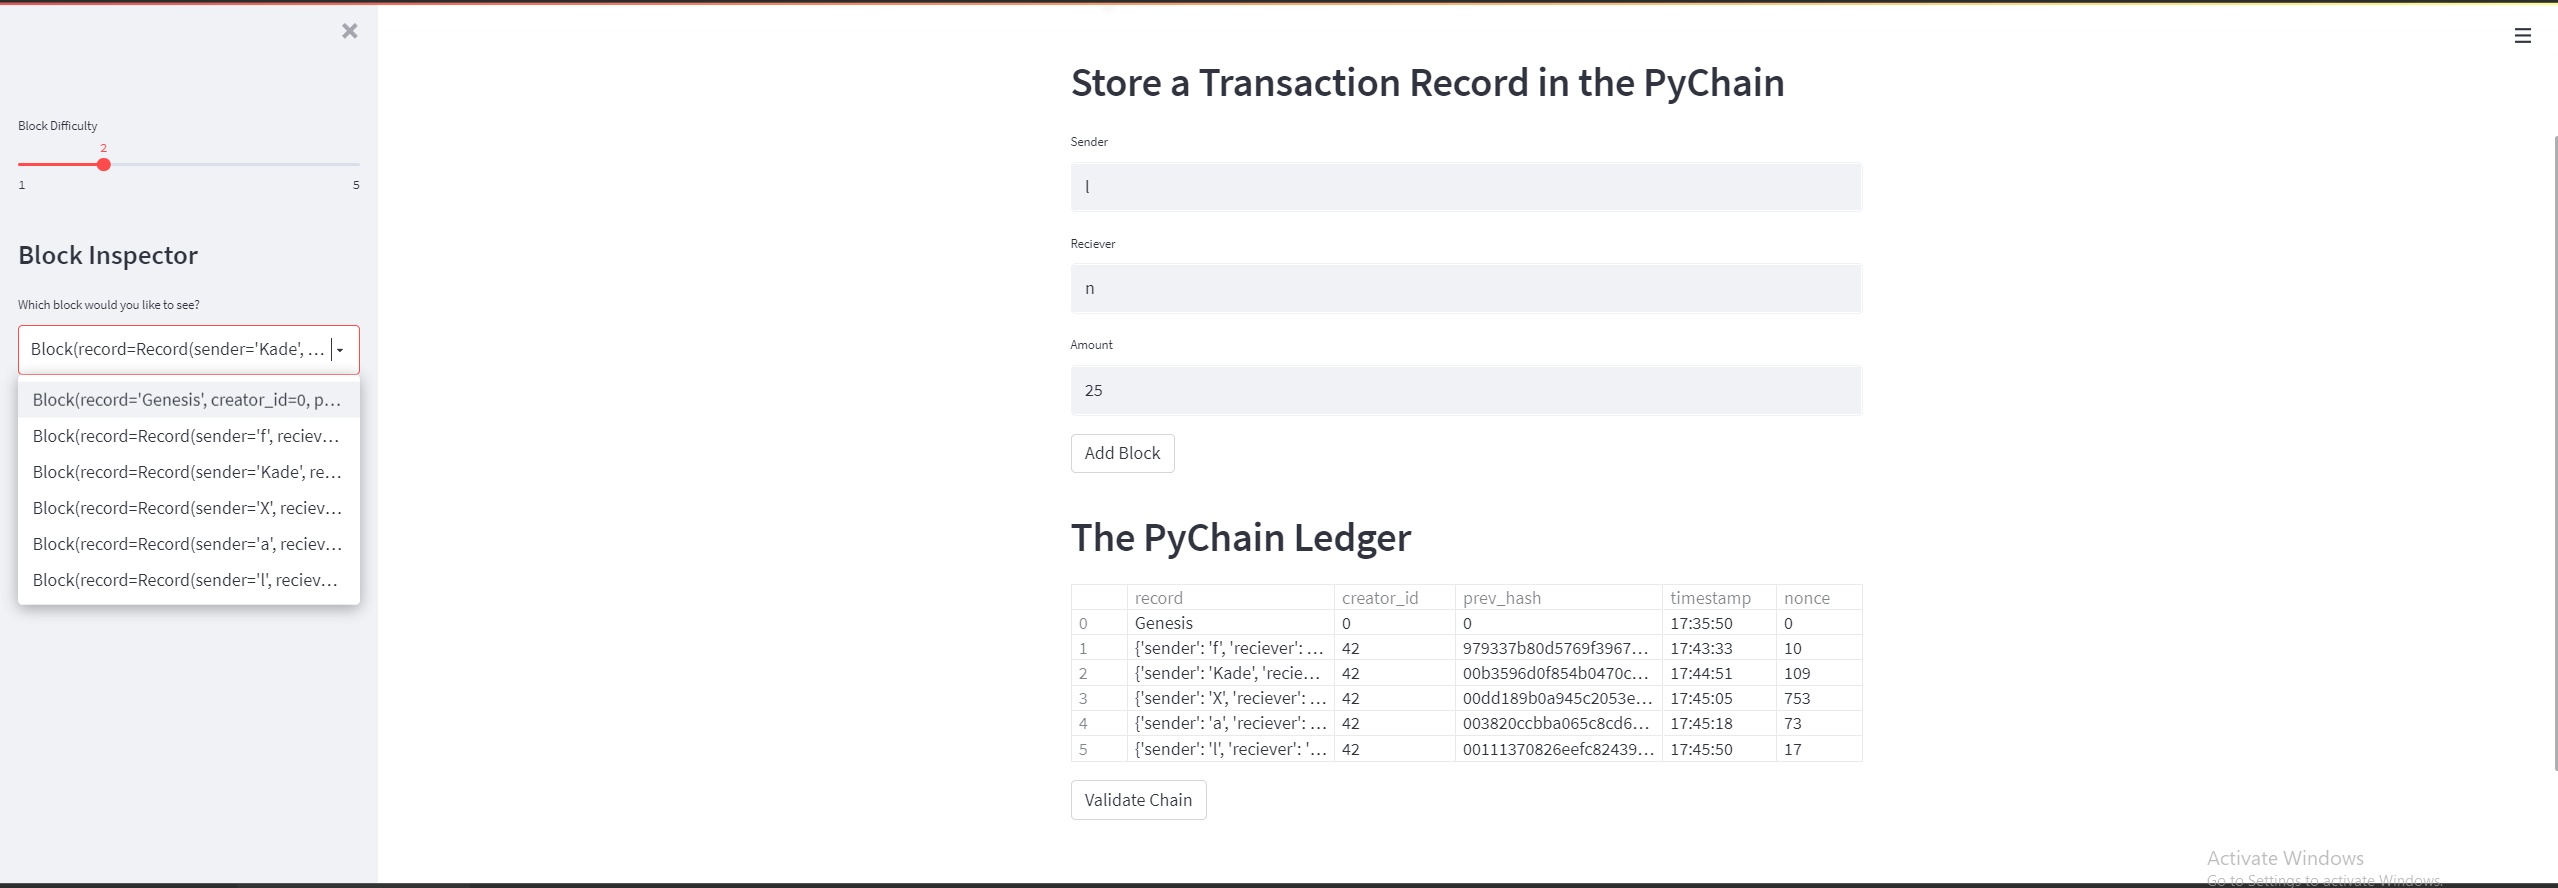 Block Difficulty
2
1 5
Block Inspector
Which block would you like to see?
Block(record=Record(sender='Kade', ...
Block(record='Genesis', creator_id=0, p...
Block(record=Record(sender='f', reciev...
Block(record=Record(sender='Kade', re...
Block(record=Record(sender='X', reciev...
Block(record=Record(sender='a', reciev...
Block(record=Record(sender='l', reciev...
Store a Transaction Record in the PyChain
Sender
l
Reciever
n
Amount
25
Add Block
The PyChain Ledger
record creator_id prev_hash timestamp nonce
0 Genesis 0 0 17:35:50 0
1 {'sender': 'f', 'reciever': ... 42 979337b80d5769f3967... 17:43:33 10
2 {'sender': 'Kade', 'recie... 42 00b3596d0f854b0470c... 17:44:51 109
3 {'sender': 'X', 'reciever': ... 42 00dd189b0a945c2053e... 17:45:05 753
4 {'sender': 'a', 'reciever': ... 42 003820ccbba065c8cd6... 17:45:18 73
5 {'sender': 'l', 'reciever': '... 42 00111370826eefc82439... 17:45:50 17
Validate Chain
Activate Windows
Go to Settings to activate Windows.